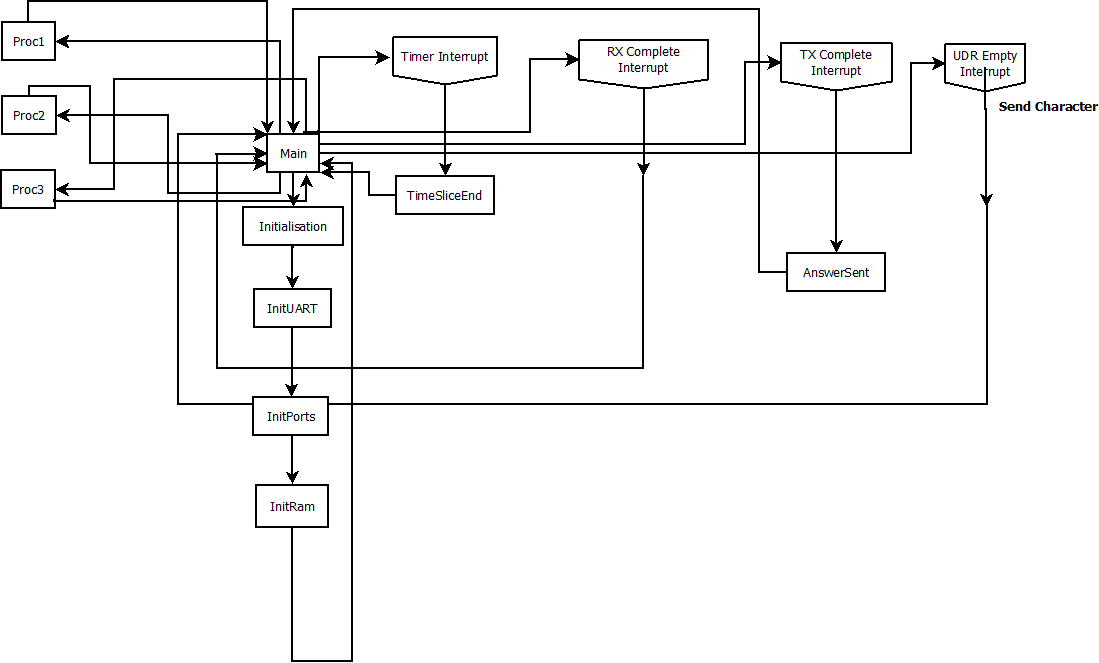 Proc1
Timer Interrupt
RX Complete
Interrupt
TX Complete
Interrupt
UDR Empty
Interrupt
Send Character
Proc2
Main
Proc3
TimeSliceEnd
Initialisation
AnswerSent
InitUART
InitPorts
InitRam